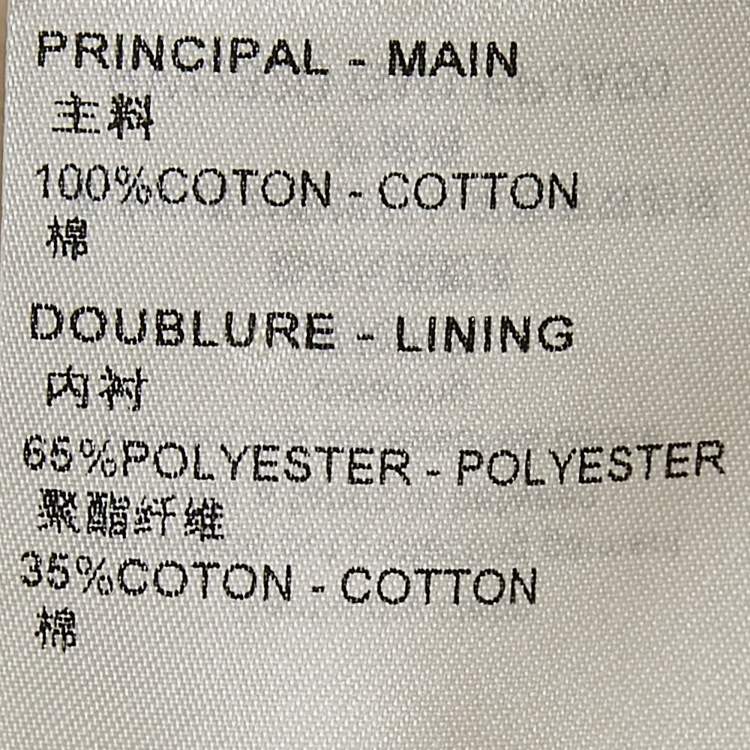 PRINCIPAL - MAIN
主料
100%COTON - COTTON
棉
DOUBLURE - LINING
内衬
65%POLYESTER - POLYESTER
聚酯纤维
35%COTON - COTTON
棉